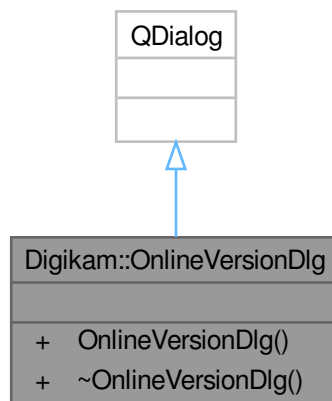 QDialog
Digikam::OnlineVersionDlg
+ OnlineVersionDlg()
+ ~OnlineVersionDlg()